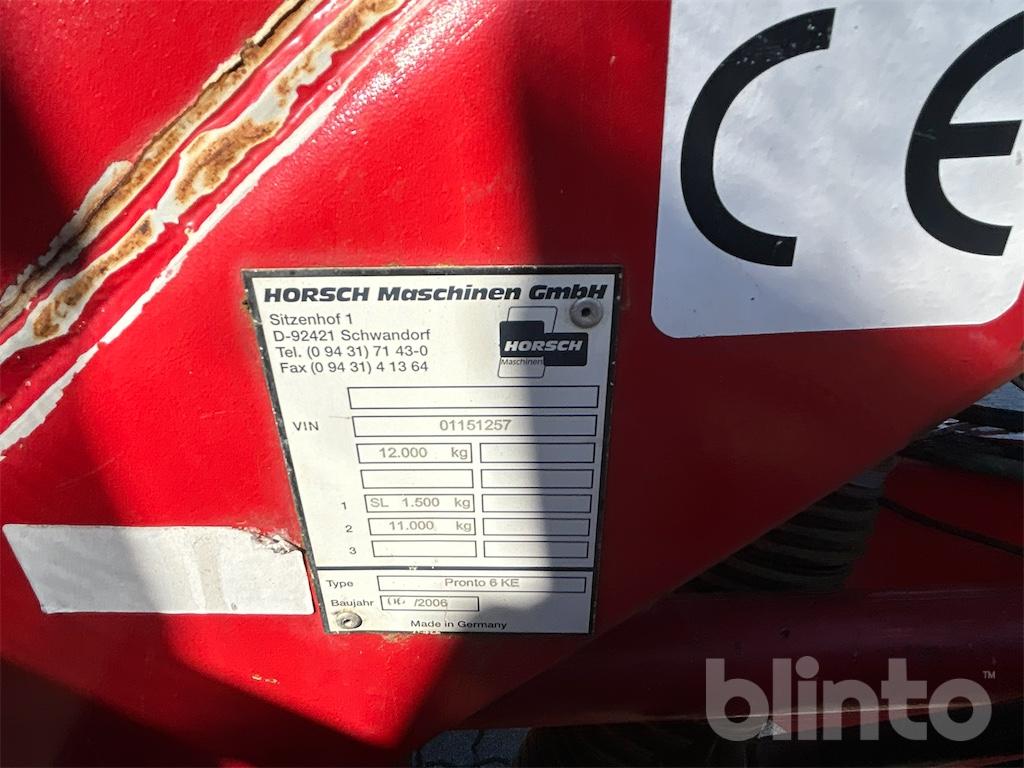 CE
HORSCH Maschinen GmbH
Sitzenhof 1
D-92421 Schwandorf
Tel. (0 94 31) 71 43-0
Fax (0 94 31) 4 13 64
HORSCH
Maschinen
VIN 01151257
12.000 kg
1 SL 1.500 kg
2 11.000 kg
3
Type Pronto 6 KE
Baujahr /2006
Made in Germany
blinto™